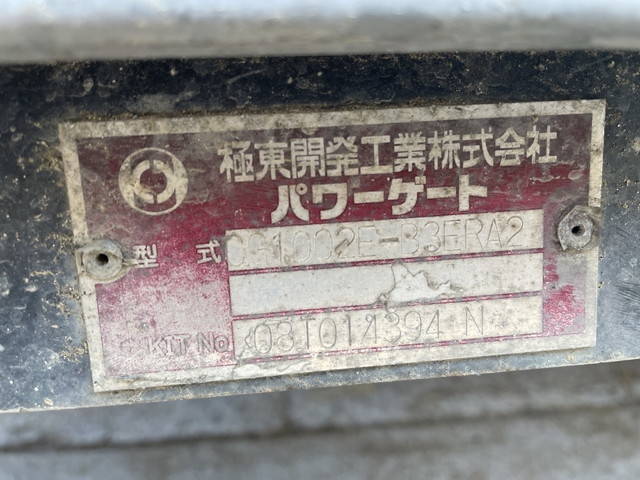 極東開発工業株式会社
パワーゲート
型 式 CG1002E-B3ERA2
KIT No 03T014394 N